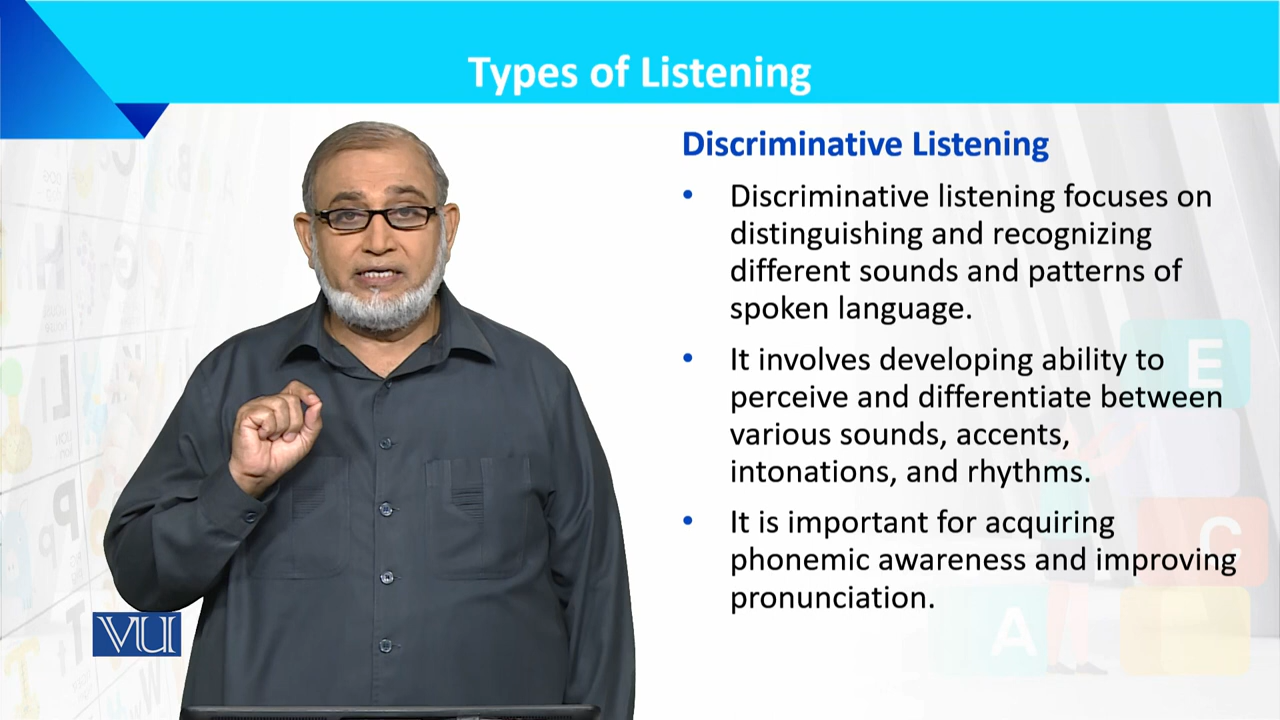 Types of Listening
Discriminative Listening
• Discriminative listening focuses on
distinguishing and recognizing
different sounds and patterns of
spoken language.
• It involves developing ability to
perceive and differentiate between
various sounds, accents,
intonations, and rhythms.
• It is important for acquiring
phonemic awareness and improving
pronunciation.
VU
E
C
A